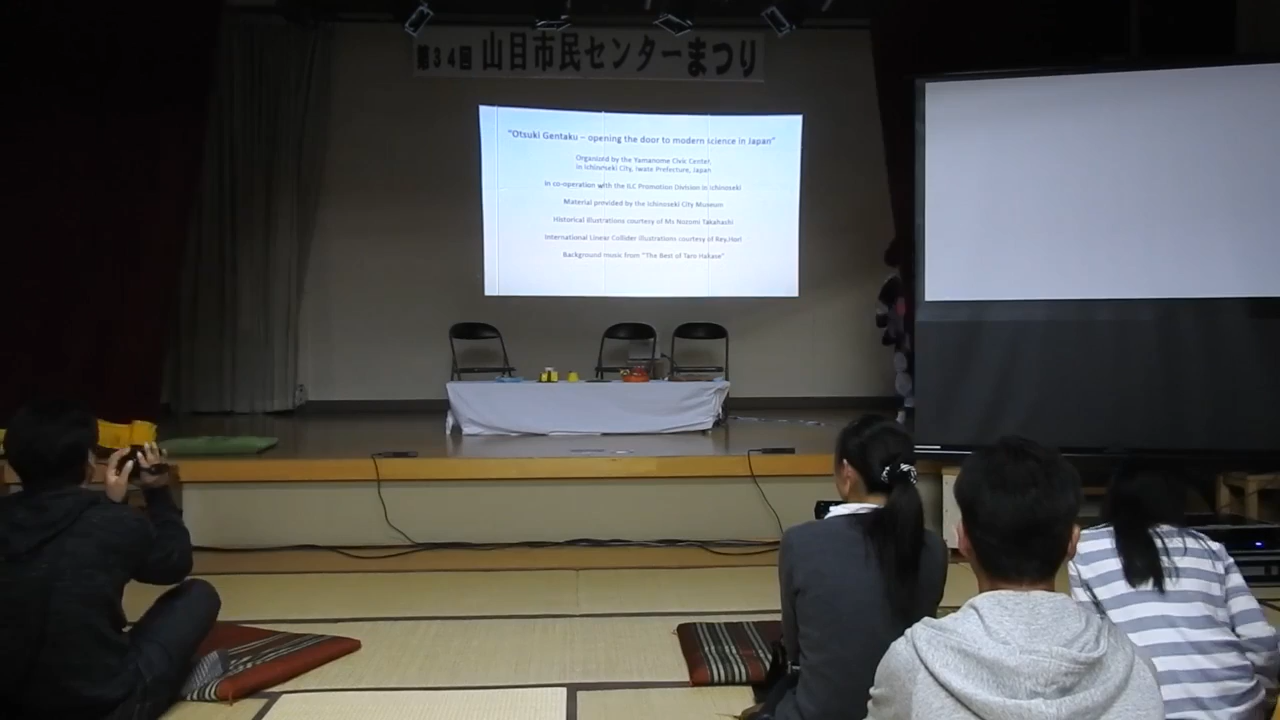 第34回 山目市民センターまつり
"Otsuki Gentaku – opening the door to modern science in Japan"
Organized by the Yamanome Civic Center,
in Ichinoseki City, Iwate Prefecture, Japan
In co-operation with the ILC Promotion Division in Ichinoseki
Material provided by the Ichinoseki City Museum
Historical illustrations courtesy of Ms Nozomi Takahashi
International Linear Collider illustrations courtesy of Rey.Hori
Background music from "The Best of Taro Hakase"